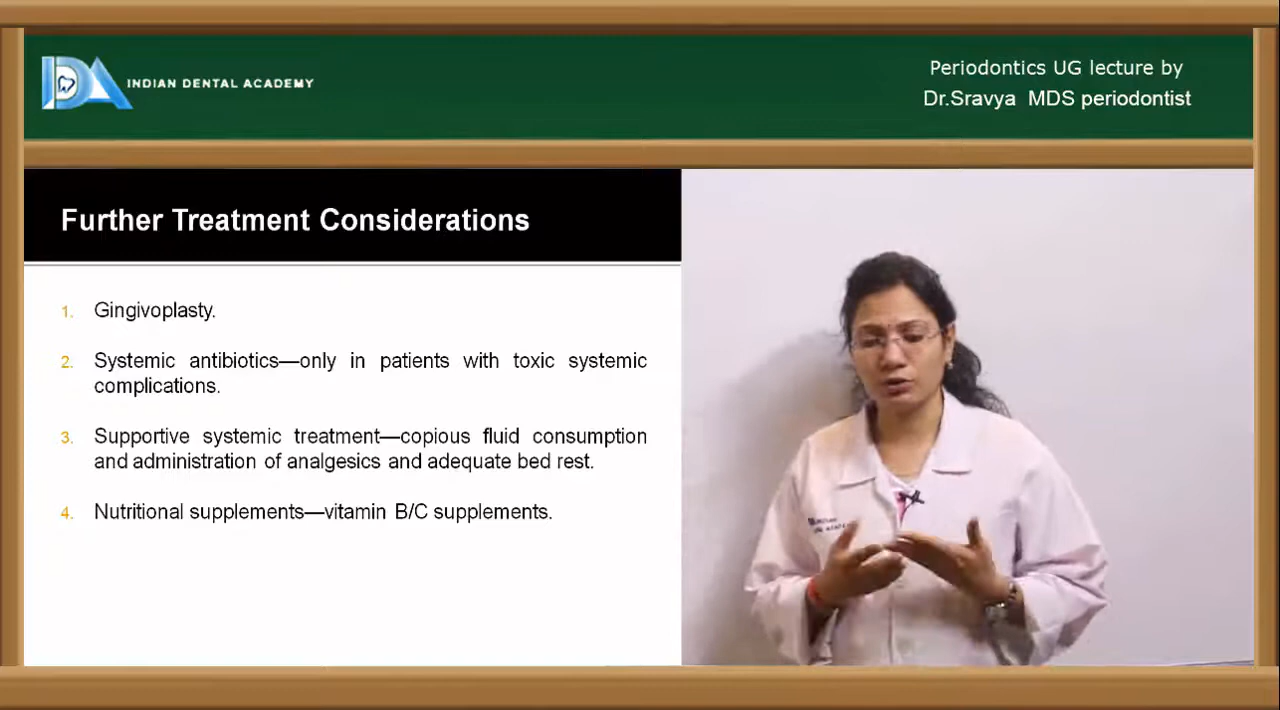 IDA INDIAN DENTAL ACADEMY
Periodontics UG lecture by
Dr.Sravya MDS periodontist
Further Treatment Considerations
1. Gingivoplasty.
2. Systemic antibiotics—only in patients with toxic systemic
complications.
3. Supportive systemic treatment—copious fluid consumption
and administration of analgesics and adequate bed rest.
4. Nutritional supplements—vitamin B/C supplements.